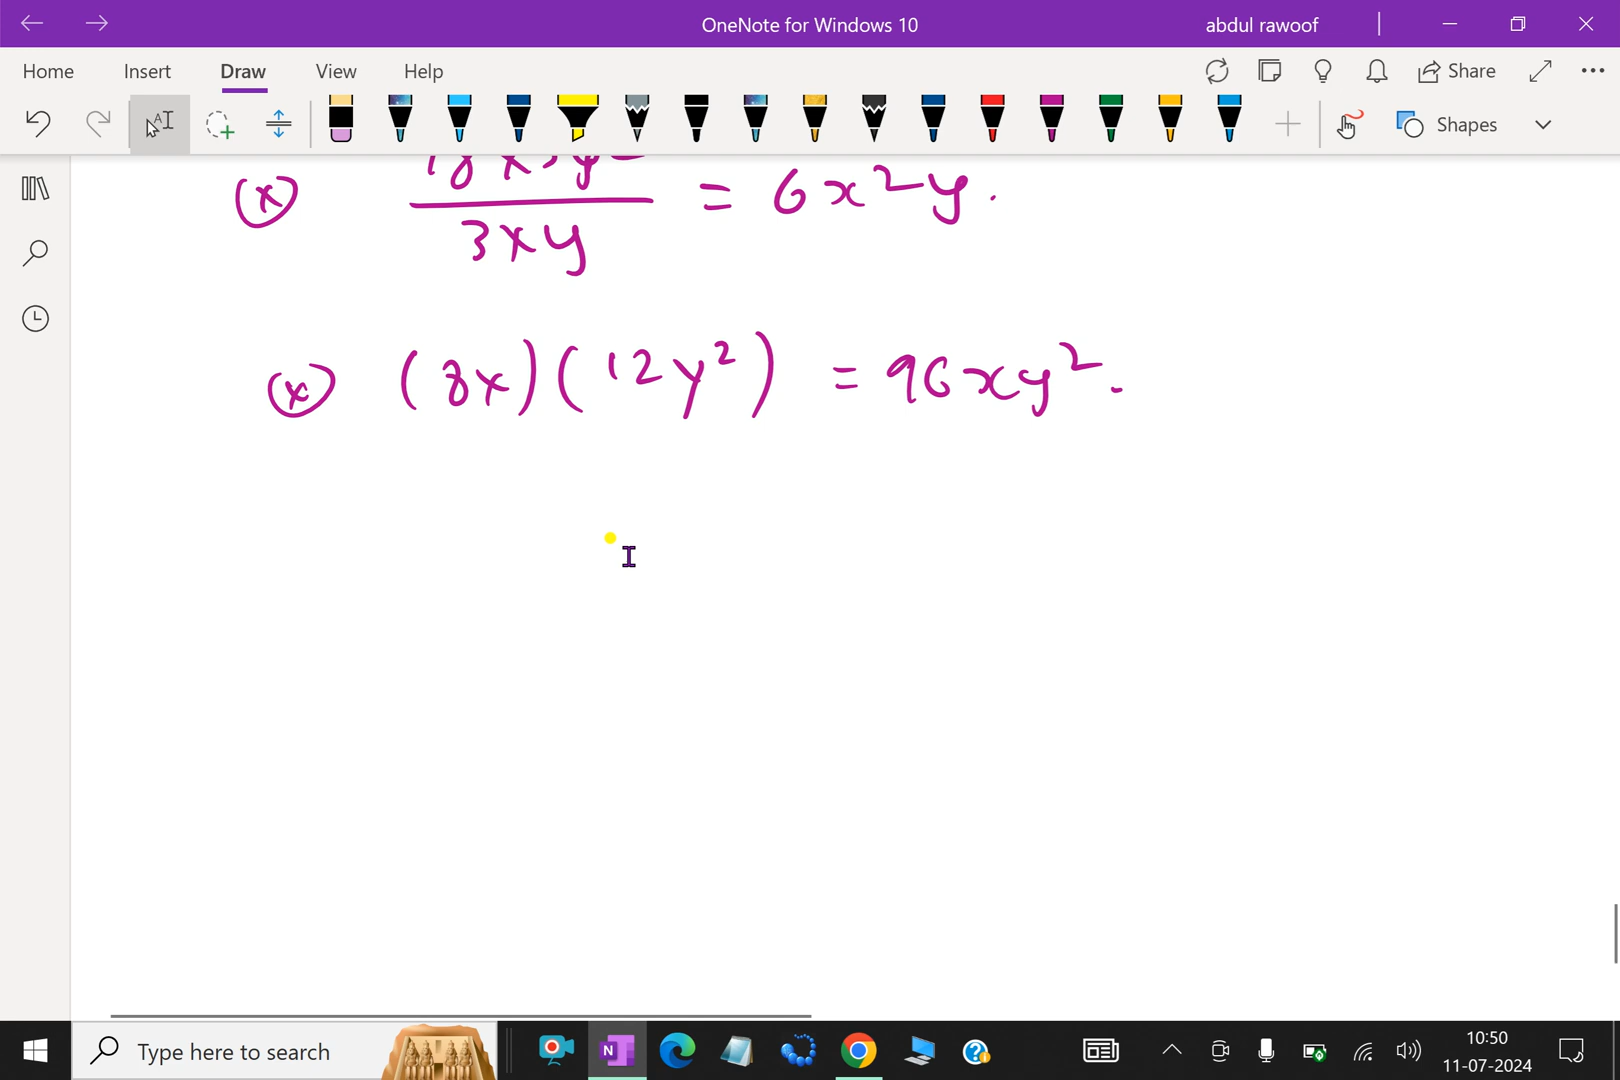 OneNote for Windows 10
abdul rawoof
Home Insert Draw View Help
Share
Shapes
(x) 18x³y² / 3xy = 6x²y.
(x) (8x)(12y²) = 96xy².
Type here to search
10:50
11-07-2024